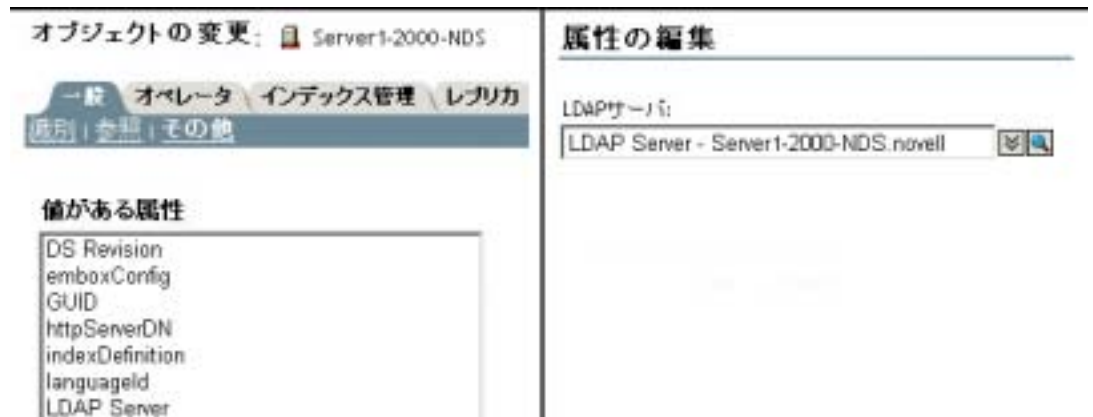 オブジェクトの変更: Server1-2000-NDS
一般 オペレータ インデックス管理 レプリカ
識別 | 参照 | その他
値がある属性
DS Revision
emboxConfig
GUID
httpServerDN
indexDefinition
languageId
LDAP Server
属性の編集
LDAPサーバ:
LDAP Server - Server1-2000-NDS.novell